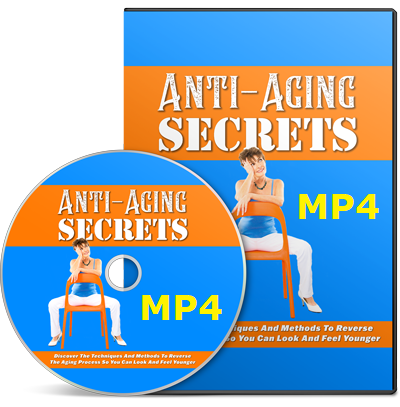 ANTI-AGING
SECRETS
MP4
echniques And Methods To Reverse
So You Can Look And Feel Younger
ANTI-AGING
SECRETS
MP4
Discover The Techniques And Methods To Reverse
The Aging Process So You Can Look And Feel Younger